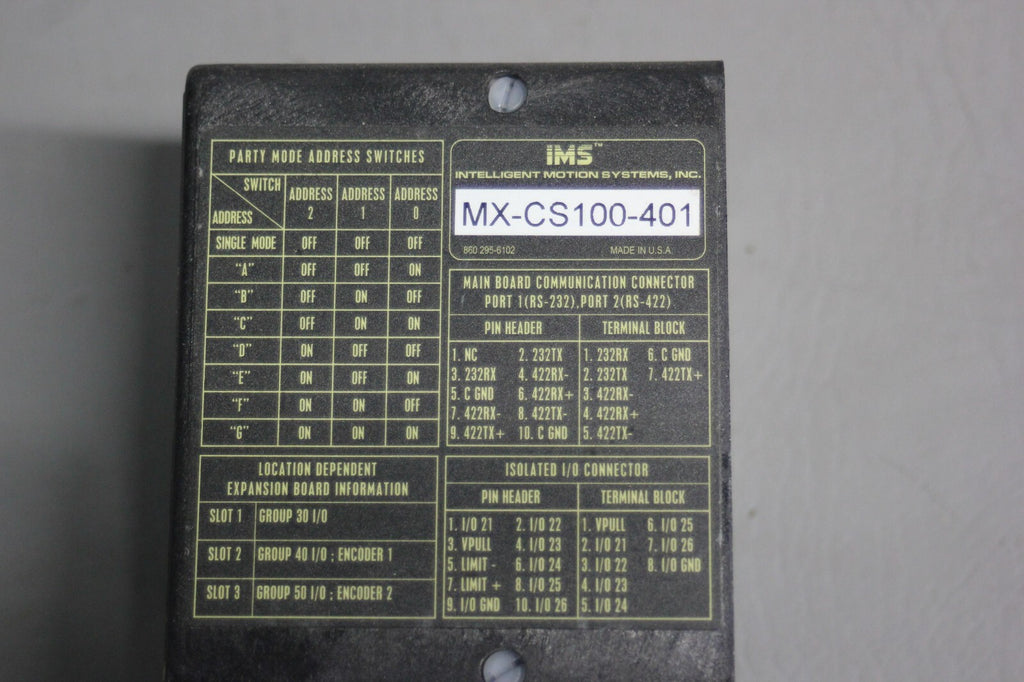 PARTY MODE ADDRESS SWITCHES
SWITCH
ADDRESS
ADDRESS 2 ADDRESS 1 ADDRESS 0
SINGLE MODE OFF OFF OFF
"A" OFF OFF ON
"B" OFF ON OFF
"C" OFF ON ON
"D" ON OFF OFF
"E" ON OFF ON
"F" ON ON OFF
"G" ON ON ON
LOCATION DEPENDENT
EXPANSION BOARD INFORMATION
SLOT 1 GROUP 30 I/O
SLOT 2 GROUP 40 I/O ; ENCODER 1
SLOT 3 GROUP 50 I/O ; ENCODER 2
IMS™
INTELLIGENT MOTION SYSTEMS, INC.
MX-CS100-401
860 295-6102 MADE IN U.S.A.
MAIN BOARD COMMUNICATION CONNECTOR
PORT 1(RS-232), PORT 2(RS-422)
PIN HEADER TERMINAL BLOCK
1. NC 2. 232TX 1. 232RX 6. C GND
3. 232RX 4. 422RX- 2. 232TX 7. 422TX+
5. C GND 6. 422RX+ 3. 422RX-
7. 422RX- 8. 422TX- 4. 422RX+
9. 422TX+ 10. C GND 5. 422TX-
ISOLATED I/O CONNECTOR
PIN HEADER TERMINAL BLOCK
1. I/O 21 2. I/O 22 1. VPULL 6. I/O 25
3. VPULL 4. I/O 23 2. I/O 21 7. I/O 26
5. LIMIT - 6. I/O 24 3. I/O 22 8. I/O GND
7. LIMIT + 8. I/O 25 4. I/O 23
9. I/O GND 10. I/O 26 5. I/O 24